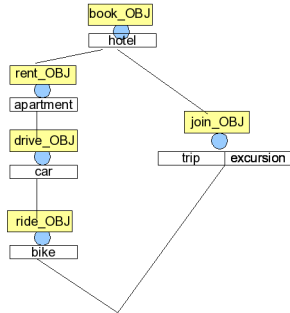 book_OBJ
hotel
rent_OBJ
apartment
join_OBJ
drive_OBJ
trip excursion
car
ride_OBJ
bike